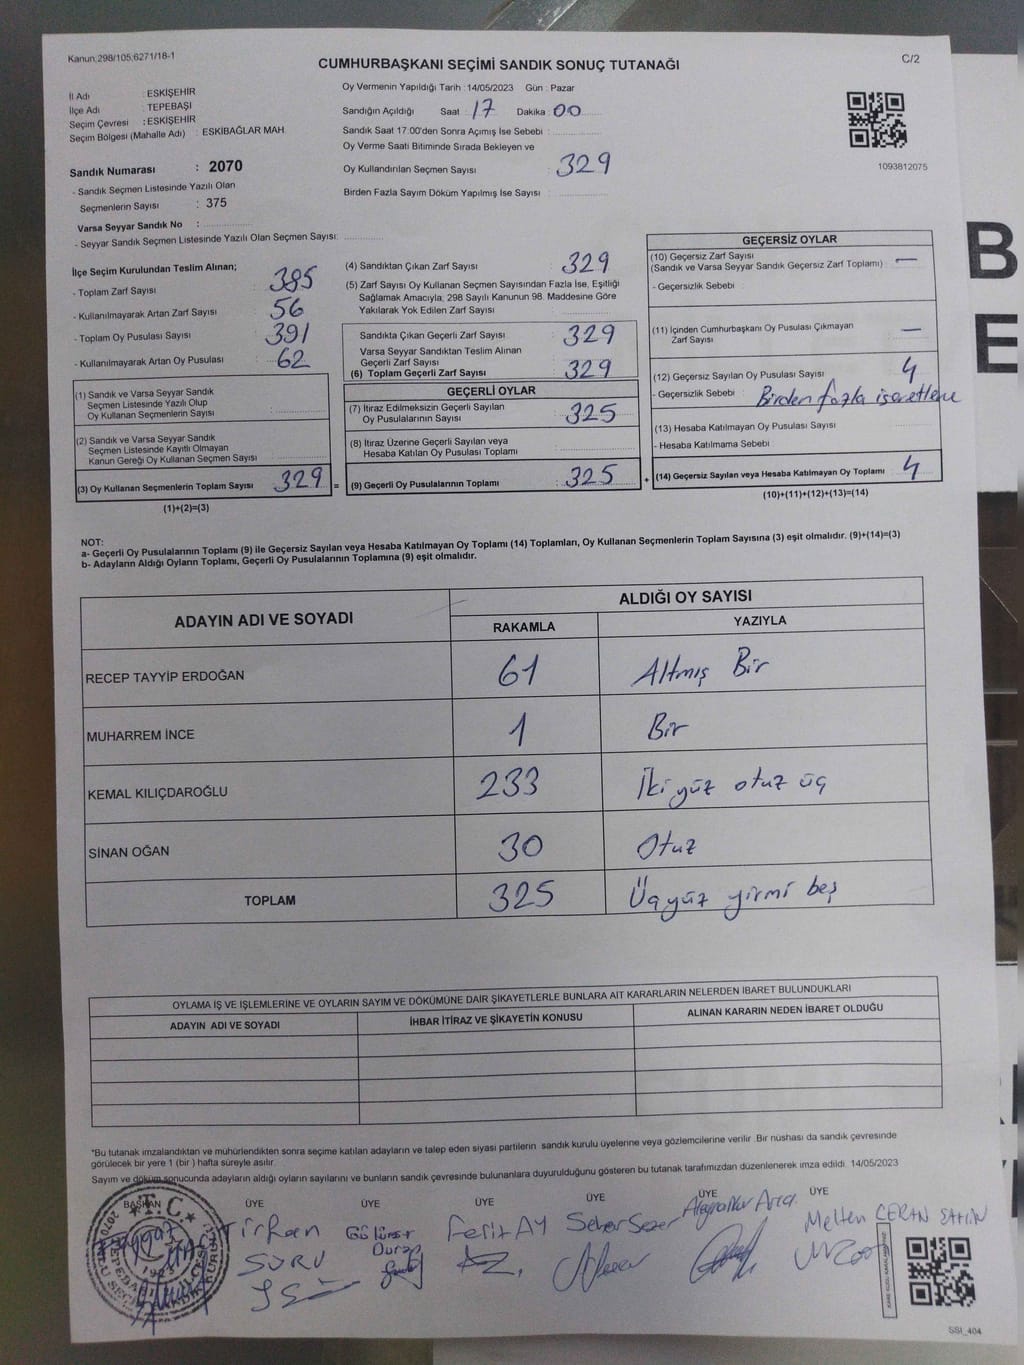 Kanun:298/105;6271/18-1
CUMHURBAŞKANI SEÇİMİ SANDIK SONUÇ TUTANAĞI
C/2
İl Adı : ESKİŞEHİR
İlçe Adı : TEPEBAŞI
Seçim Çevresi : ESKİŞEHİR
Seçim Bölgesi (Mahalle Adı) : ESKİBAĞLAR MAH.
Sandık Numarası : 2070
- Sandık Seçmen Listesinde Yazılı Olan
Seçmenlerin Sayısı : 375
Varsa Seyyar Sandık No :
- Seyyar Sandık Seçmen Listesinde Yazılı Olan Seçmen Sayısı:
Oy Vermenin Yapıldığı Tarih : 14/05/2023 Gün : Pazar
Sandığın Açıldığı Saat : 17 Dakika : 00
Sandık Saat 17:00'den Sonra Açımış İse Sebebi :
Oy Verme Saati Bitiminde Sırada Bekleyen ve
Oy Kullandırılan Seçmen Sayısı : 329
Birden Fazla Sayım Döküm Yapılmış İse Sayısı :
1093812075
İlçe Seçim Kurulundan Teslim Alınan;
- Toplam Zarf Sayısı : 385
- Kullanılmayarak Artan Zarf Sayısı : 56
- Toplam Oy Pusulası Sayısı : 391
- Kullanılmayarak Artan Oy Pusulası : 62
(1) Sandık ve Varsa Seyyar Sandık
Seçmen Listesinde Yazılı Olup
Oy Kullanan Seçmenlerin Sayısı :
(2) Sandık ve Varsa Seyyar Sandık
Seçmen Listesinde Kayıtlı Olmayan
Kanun Gereği Oy Kullanan Seçmen Sayısı :
(3) Oy Kullanan Seçmenlerin Toplam Sayısı : 329 =
(1)+(2)=(3)
(4) Sandıktan Çıkan Zarf Sayısı : 329
(5) Zarf Sayısı Oy Kullanan Seçmen Sayısından Fazla İse, Eşitliği
Sağlamak Amacıyla; 298 Sayılı Kanunun 98. Maddesine Göre
Yakılarak Yok Edilen Zarf Sayısı :
Sandıkta Çıkan Geçerli Zarf Sayısı : 329
Varsa Seyyar Sandıktan Teslim Alınan
Geçerli Zarf Sayısı :
(6) Toplam Geçerli Zarf Sayısı : 329
GEÇERLİ OYLAR
(7) İtiraz Edilmeksizin Geçerli Sayılan
Oy Pusulalarının Sayısı : 325
(8) İtiraz Üzerine Geçerli Sayılan veya
Hesaba Katılan Oy Pusulası Toplamı :
(9) Geçerli Oy Pusulalarının Toplamı : 325 +
GEÇERSİZ OYLAR
(10) Geçersiz Zarf Sayısı
(Sandık ve Varsa Seyyar Sandık Geçersiz Zarf Toplamı) : —
- Geçersizlik Sebebi :
(11) İçinden Cumhurbaşkanı Oy Pusulası Çıkmayan
Zarf Sayısı : —
(12) Geçersiz Sayılan Oy Pusulası Sayısı : 4
- Geçersizlik Sebebi : Birden fazla işaretleme
(13) Hesaba Katılmayan Oy Pusulası Sayısı :
- Hesaba Katılmama Sebebi :
(14) Geçersiz Sayılan veya Hesaba Katılmayan Oy Toplamı : 4
(10)+(11)+(12)+(13)=(14)
NOT:
a- Geçerli Oy Pusulalarının Toplamı (9) ile Geçersiz Sayılan veya Hesaba Katılmayan Oy Toplamı (14) Toplamları, Oy Kullanan Seçmenlerin Toplam Sayısına (3) eşit olmalıdır. (9)+(14)=(3)
b- Adayların Aldığı Oyların Toplamı, Geçerli Oy Pusulalarının Toplamına (9) eşit olmalıdır.
ADAYIN ADI VE SOYADI
ALDIĞI OY SAYISI
RAKAMLA YAZIYLA
RECEP TAYYİP ERDOĞAN 61 Altmış Bir
MUHARREM İNCE 1 Bir
KEMAL KILIÇDAROĞLU 233 İkiyüz otuz üç
SİNAN OĞAN 30 Otuz
TOPLAM 325 Üçyüz yirmi beş
OYLAMA İŞ VE İŞLEMLERİNE VE OYLARIN SAYIM VE DÖKÜMÜNE DAİR ŞİKAYETLERLE BUNLARA AİT KARARLARIN NELERDEN İBARET BULUNDUKLARI
ADAYIN ADI VE SOYADI İHBAR İTİRAZ VE ŞİKAYETİN KONUSU ALINAN KARARIN NEDEN İBARET OLDUĞU
*Bu tutanak imzalandıktan ve mühürlendikten sonra seçime katılan adayların ve talep eden siyasi partilerin sandık kurulu üyelerine veya gözlemcilerine verilir .Bir nüshası da sandık çevresinde
görülecek bir yere 1 (bir ) hafta süreyle asılır.
Sayım ve döküm sonucunda adayların aldığı oyların sayılarını ve bunların sandık çevresinde bulunanlara duyurulduğunu gösteren bu tutanak tarafımızdan düzenlenerek imza edildi. 14/05/2023
BAŞKAN ÜYE ÜYE ÜYE ÜYE ÜYE ÜYE
T.C.
İrfan
SURU
Ferit AY
Seher Sezer
Meltem CERAN ŞAHİN
SSI_404
B
E